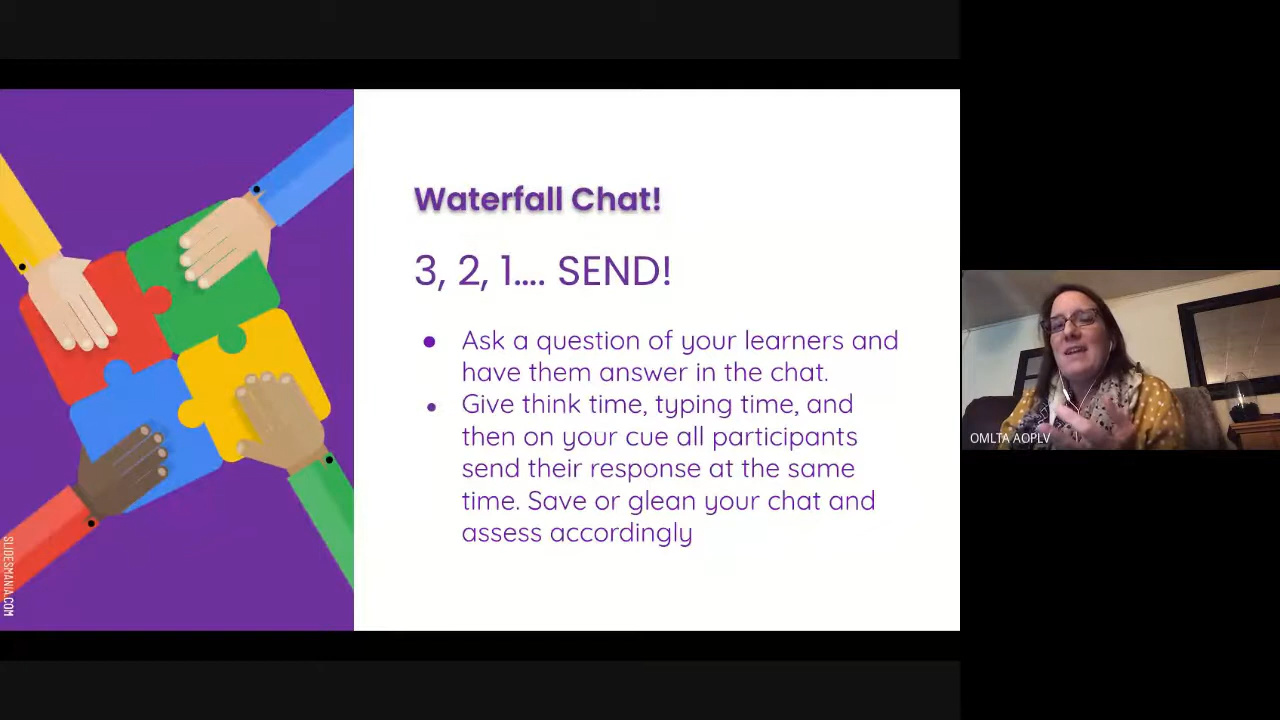 Waterfall Chat!
3, 2, 1.... SEND!
● Ask a question of your learners and
have them answer in the chat.
● Give think time, typing time, and
then on your cue all participants
send their response at the same
time. Save or glean your chat and
assess accordingly
SLIDESMANIA.COM
OMLTA AOPLV